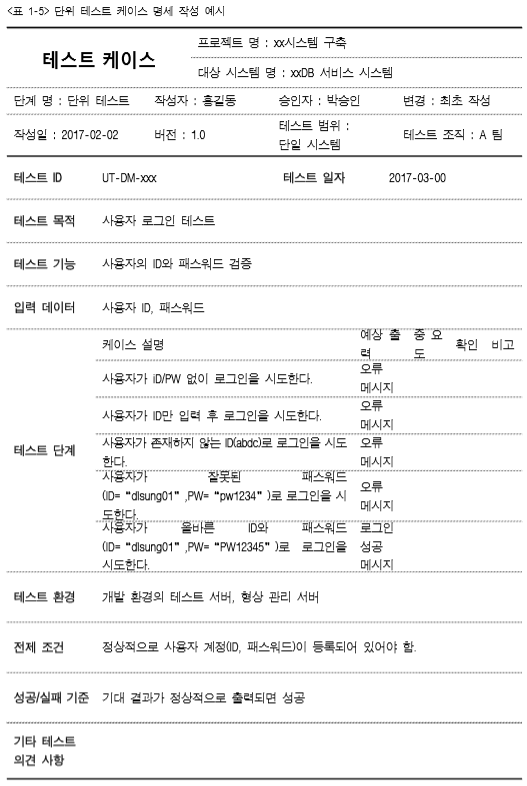 <표 1-5> 단위 테스트 케이스 명세 작성 예시
테스트 케이스
프로젝트 명 : xx시스템 구축
대상 시스템 명 : xxDB 서비스 시스템
단계 명 : 단위 테스트 작성자 : 홍길동 승인자 : 박승인 변경 : 최초 작성
작성일 : 2017-02-02 버전 : 1.0 테스트 범위 : 단일 시스템 테스트 조직 : A 팀
테스트 ID UT-DM-xxx 테스트 일자 2017-03-00
테스트 목적 사용자 로그인 테스트
테스트 기능 사용자의 ID와 패스워드 검증
입력 데이터 사용자 ID, 패스워드
테스트 단계
케이스 설명 예상 출력 중요도 확인 비고
사용자가 iD/PW 없이 로그인을 시도한다. 오류 메시지
사용자가 ID만 입력 후 로그인을 시도한다. 오류 메시지
사용자가 존재하지 않는 ID(abdc)로 로그인을 시도
한다.
오류 메시지
사용자가 잘못된 패스워드
(ID= “dlsung01” ,PW= “pw1234” )로 로그인을 시
도한다.
오류 메시지
사용자가 올바른 ID와 패스워드
(ID= “dlsung01” ,PW= “PW12345” )로 로그인을
시도한다.
로그인 성공 메시지
테스트 환경 개발 환경의 테스트 서버, 형상 관리 서버
전제 조건 정상적으로 사용자 계정(ID, 패스워드)이 등록되어 있어야 함.
성공/실패 기준 기대 결과가 정상적으로 출력되면 성공
기타 테스트
의견 사항